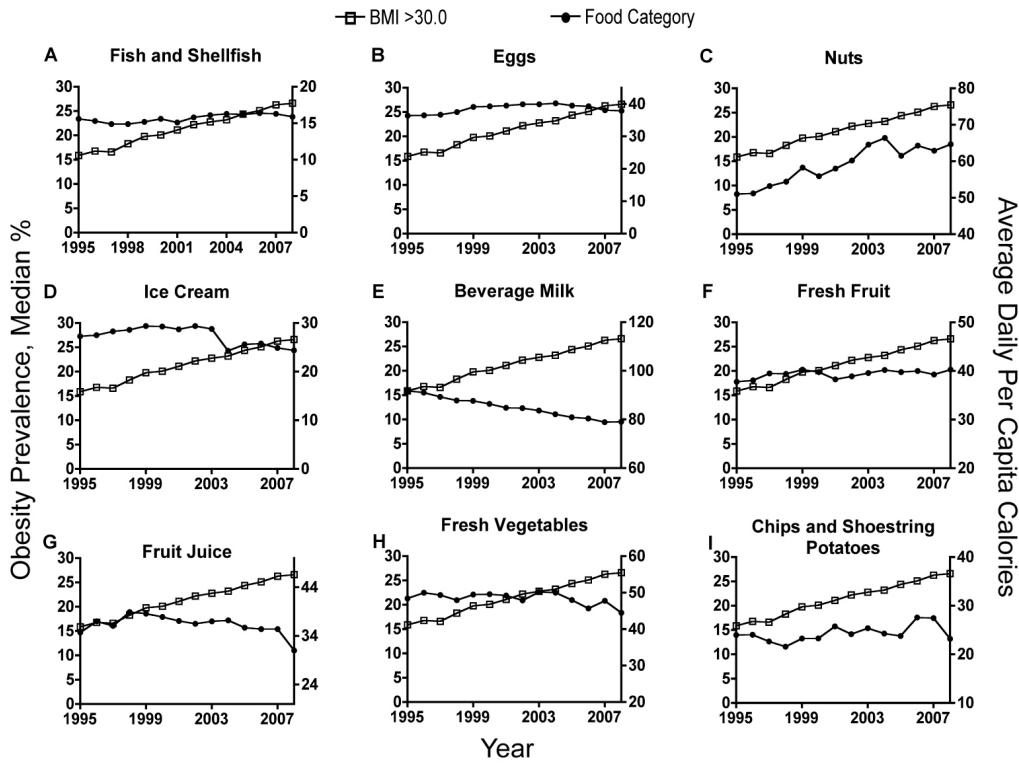 BMI >30.0 Food Category
A Fish and Shellfish
30 20
25
20 15
15 10
10
5 5
0 0
1995 1998 2001 2004 2007
B Eggs
30
25 40
20 30
15
10 20
5 10
0 0
1995 1999 2003 2007
C Nuts
30 80
25 70
20
15 60
10 50
5
0 40
1995 1999 2003 2007
D Ice Cream
30 30
25
20 20
15
10 10
5
0 0
1995 1999 2003 2007
E Beverage Milk
30 120
25
20 100
15
10 80
5
0 60
1995 1999 2003 2007
F Fresh Fruit
30 50
25
20 40
15
10 30
5
0 20
1995 1999 2003 2007
G Fruit Juice
30
25 44
20
15 34
10
5 24
0
1995 1999 2003 2007
H Fresh Vegetables
30 60
25 50
20
15 40
10 30
5
0 20
1995 1999 2003 2007
I Chips and Shoestring
Potatoes
30 40
25
20 30
15
10 20
5
0 10
1995 1999 2003 2007
Obesity Prevalence, Median %
Average Daily Per Capita Calories
Year